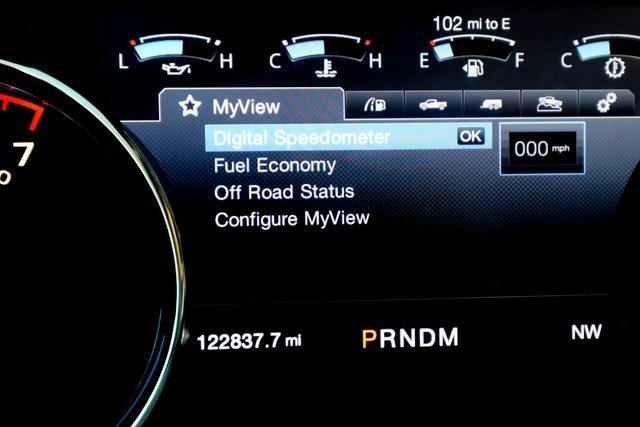 102 mi to E
L H C H E F C
MyView
Digital Speedometer OK
000 mph
Fuel Economy
Off Road Status
Configure MyView
7
122837.7 mi PRNDM NW